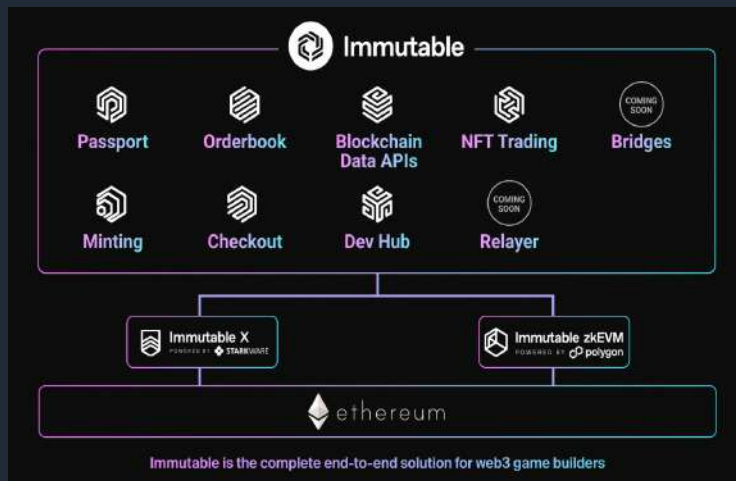 Immutable
Passport
Orderbook
Blockchain
Data APIs
NFT Trading
COMING
SOON
Bridges
Minting
Checkout
Dev Hub
COMING
SOON
Relayer
Immutable X
POWERED BY STARKWARE
Immutable zkEVM
POWERED BY polygon
ethereum
Immutable is the complete end-to-end solution for web3 game builders